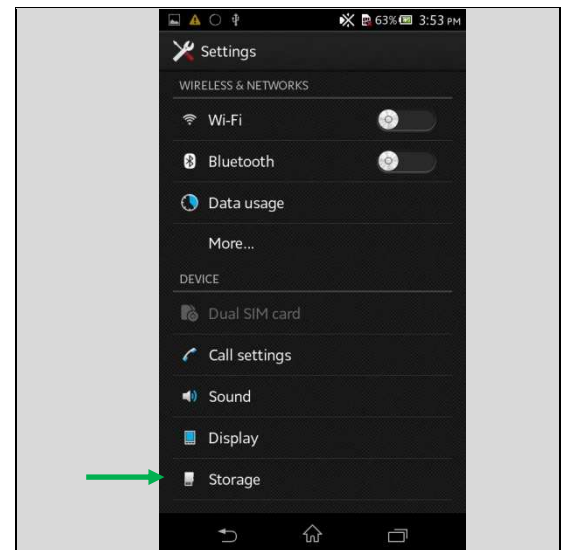 63% 3:53 PM
Settings
WIRELESS & NETWORKS
Wi-Fi
Bluetooth
Data usage
More...
DEVICE
Dual SIM card
Call settings
Sound
Display
Storage